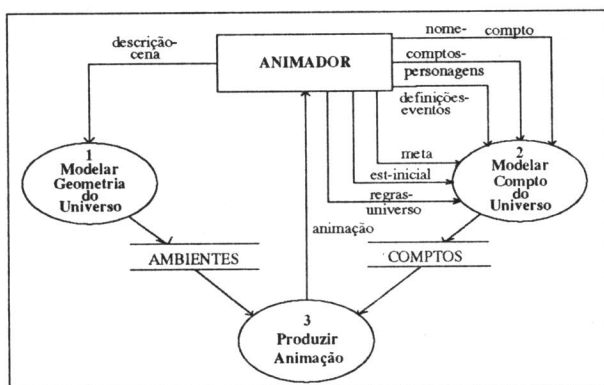 nome- compto
descrição-
cena
ANIMADOR
comptos-
personagens
definições-
eventos
meta
est-inicial
regras-
universo
animação
1
Modelar
Geometria
do
Universo
2
Modelar
Compto
do
Universo
AMBIENTES
COMPTOS
3
Produzir
Animação